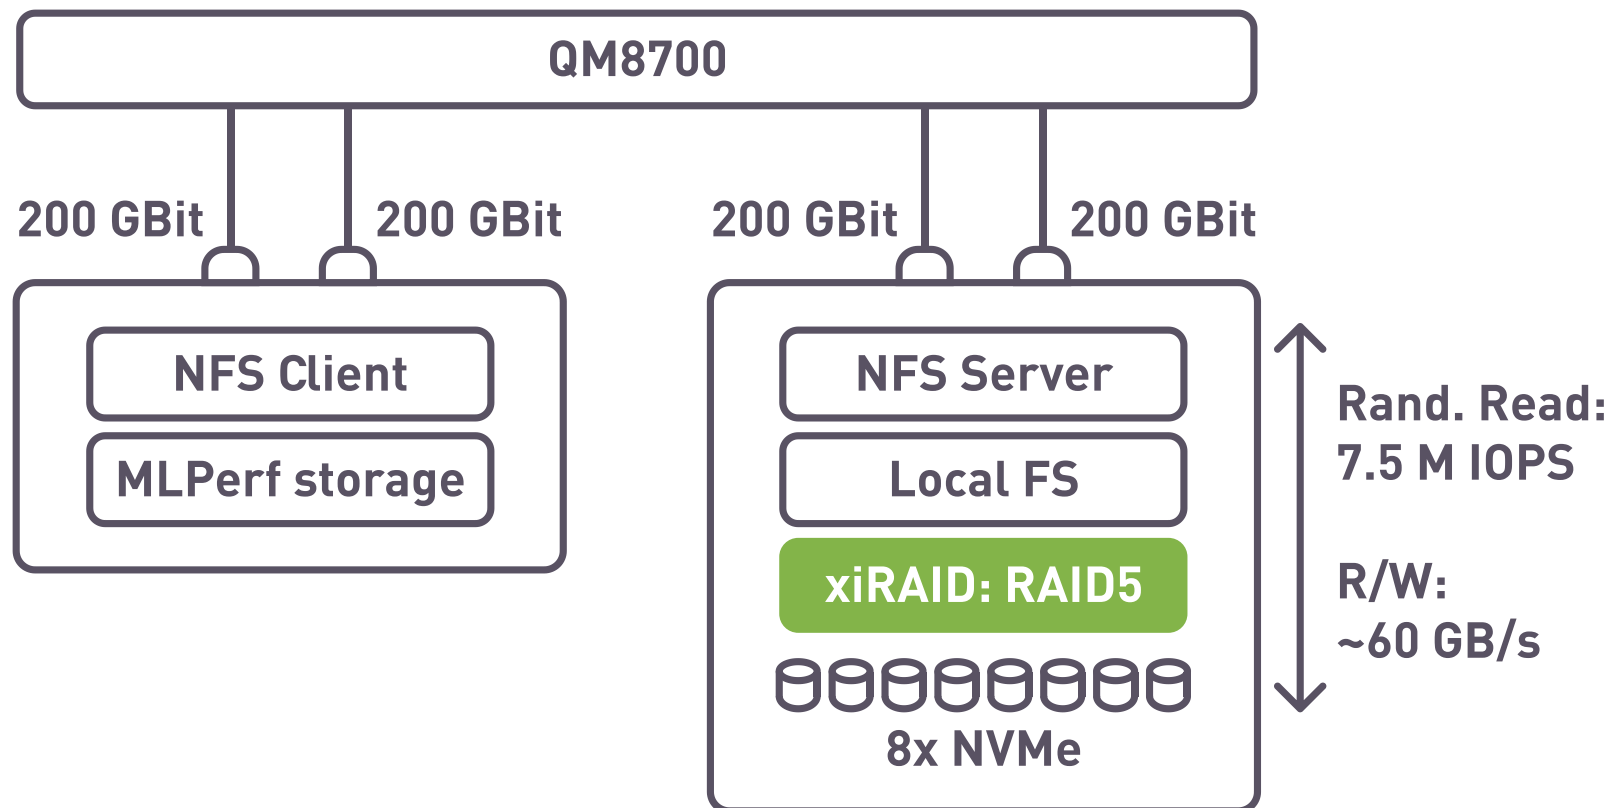 QM8700
200 GBit
200 GBit
200 GBit
200 GBit
NFS Client
MLPerf storage
NFS Server
Local FS
xiRAID: RAID5
8x NVMe
Rand. Read:
7.5 M IOPS
R/W:
~60 GB/s